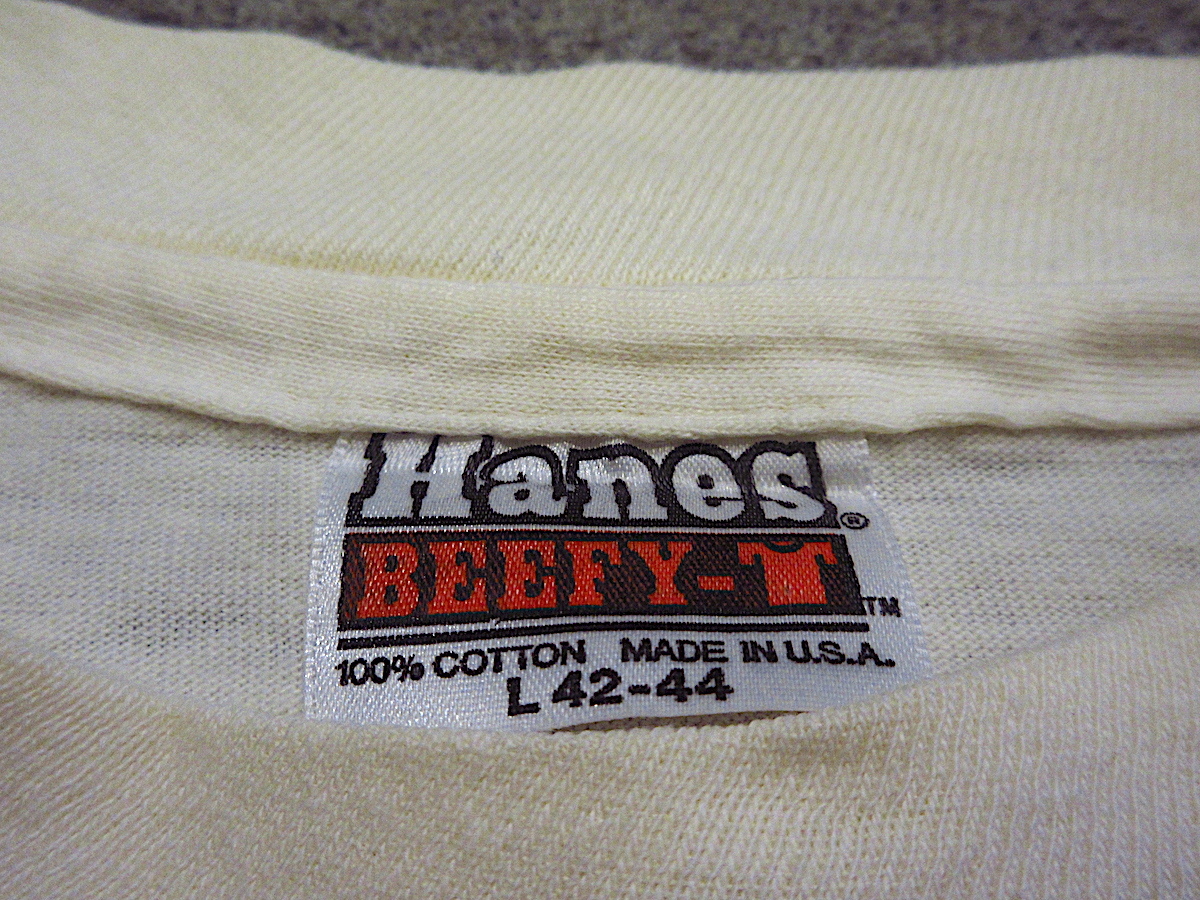 Hanes®
BEEFY-T™
100% COTTON MADE IN U.S.A.
L 42-44